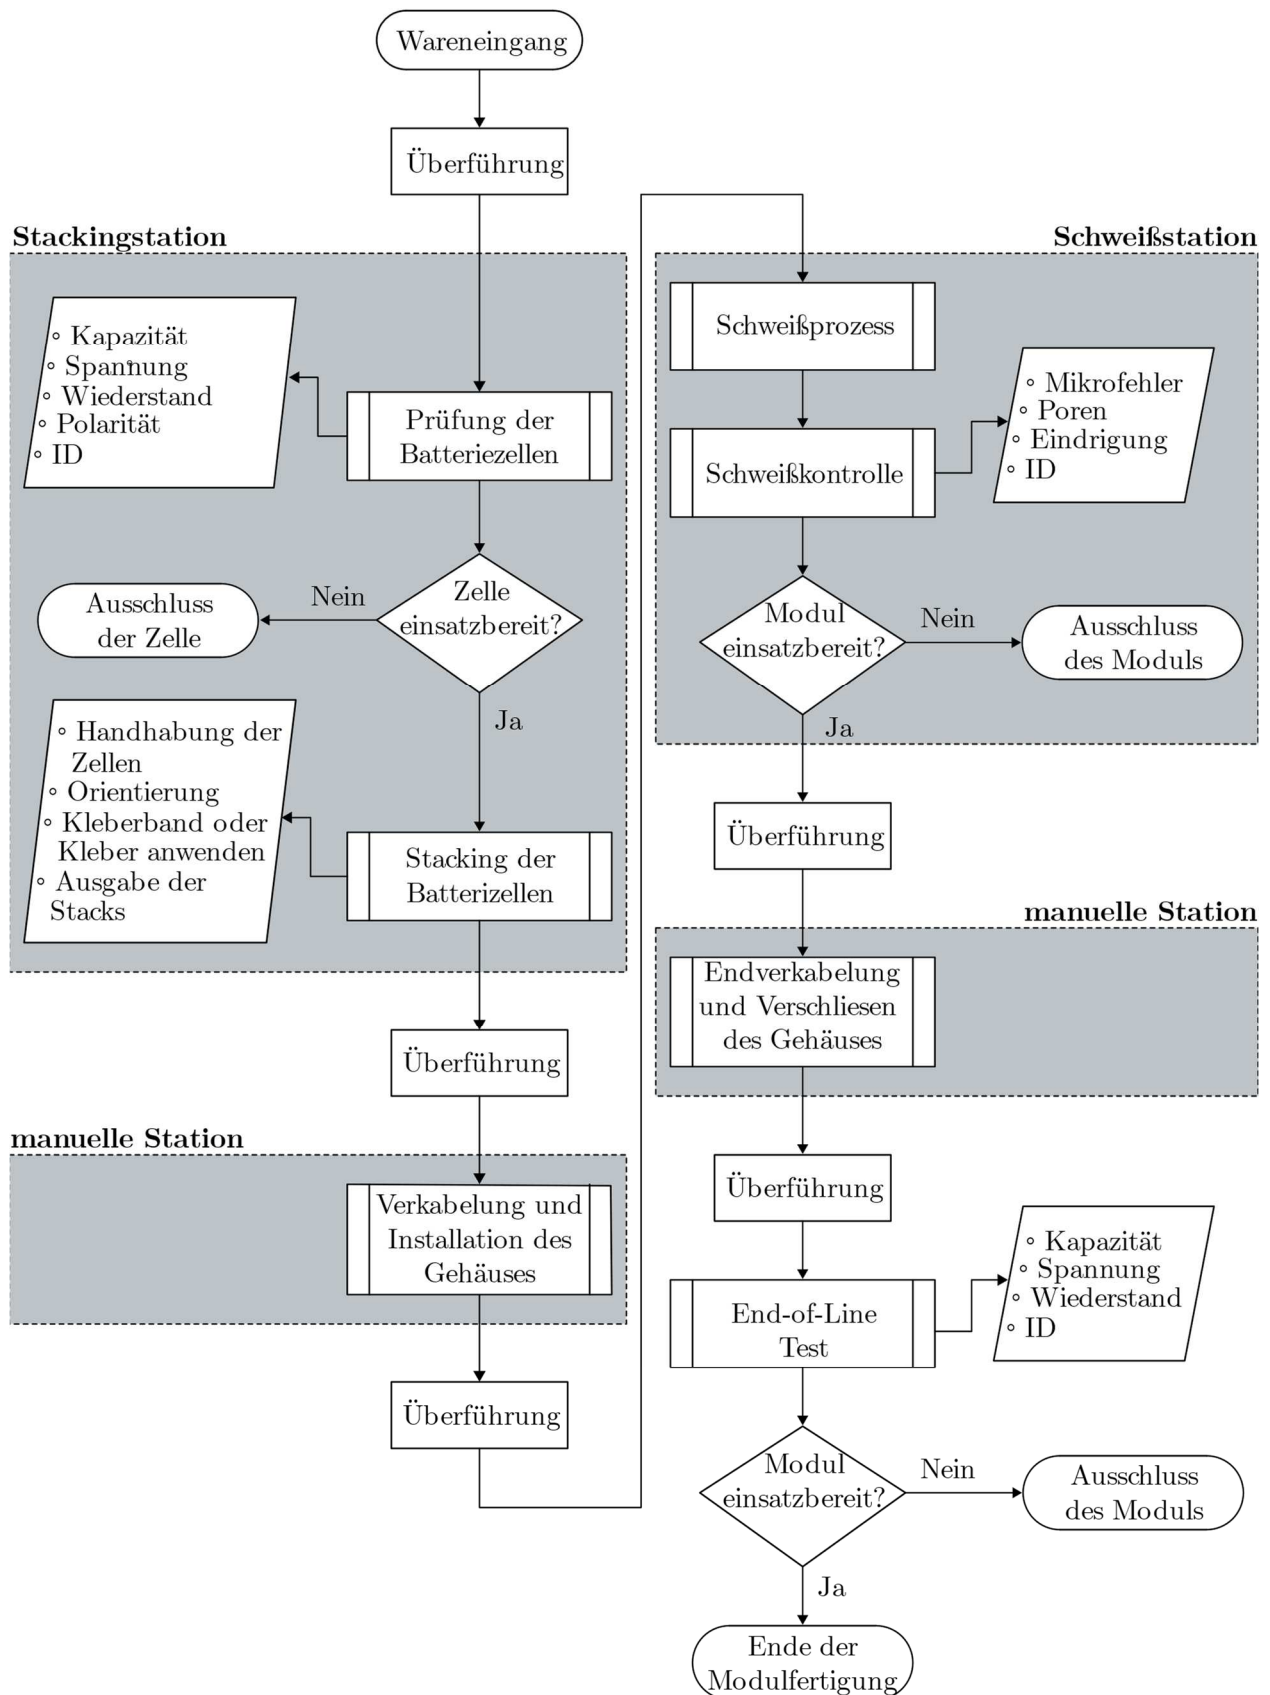 Wareneingang
Überführung
Stackingstation
◦ Kapazität
◦ Spannung
◦ Wiederstand
◦ Polarität
◦ ID
Prüfung der
Batteriezellen
Zelle
einsatzbereit?
Nein
Ausschluss
der Zelle
Ja
◦ Handhabung der
Zellen
◦ Orientierung
◦ Kleberband oder
Kleber anwenden
◦ Ausgabe der
Stacks
Stacking der
Batterizellen
Überführung
manuelle Station
Verkabelung und
Installation des
Gehäuses
Überführung
Schweißstation
Schweißprozess
Schweißkontrolle
◦ Mikrofehler
◦ Poren
◦ Eindrigung
◦ ID
Modul
einsatzbereit?
Nein
Ausschluss
des Moduls
Ja
Überführung
manuelle Station
Endverkabelung
und Verschliesen
des Gehäuses
Überführung
End-of-Line
Test
◦ Kapazität
◦ Spannung
◦ Wiederstand
◦ ID
Modul
einsatzbereit?
Nein
Ausschluss
des Moduls
Ja
Ende der
Modulfertigung